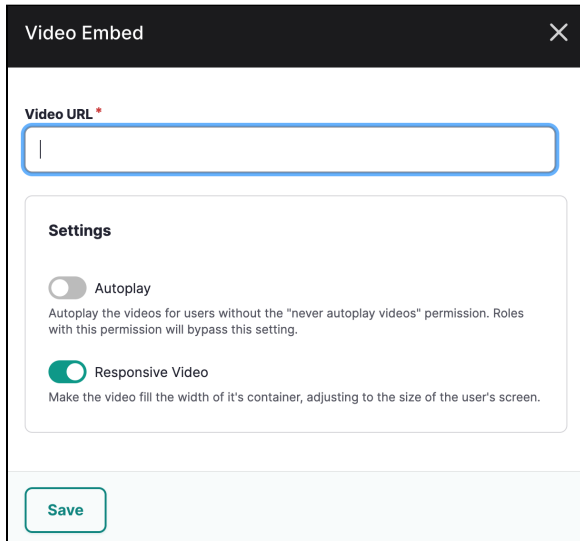 Video Embed
Video URL*
Settings
Autoplay
Autoplay the videos for users without the "never autoplay videos" permission. Roles
with this permission will bypass this setting.
Responsive Video
Make the video fill the width of it's container, adjusting to the size of the user's screen.
Save